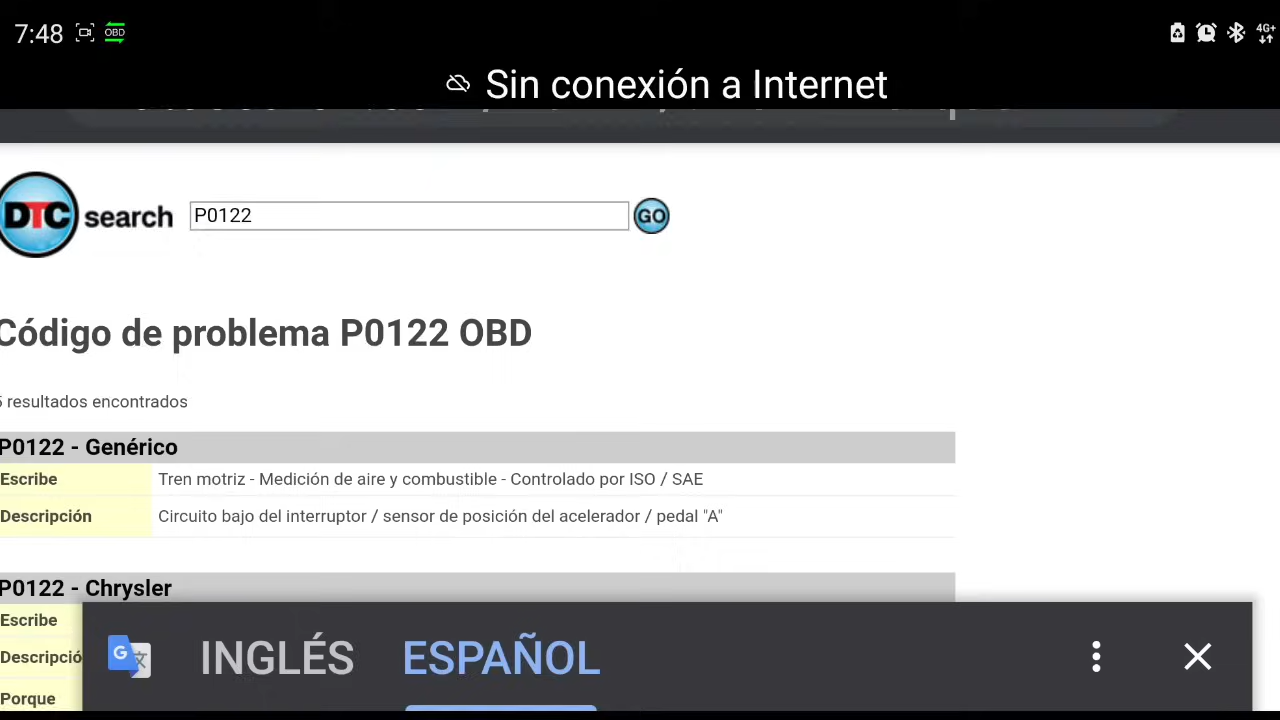 7:48 OBD 4G+
Sin conexión a Internet
DTC search P0122 GO
Código de problema P0122 OBD
resultados encontrados
P0122 - Genérico
Escribe Tren motriz - Medición de aire y combustible - Controlado por ISO / SAE
Descripción Circuito bajo del interruptor / sensor de posición del acelerador / pedal "A"
P0122 - Chrysler
Escribe
Descripció
Porque
G INGLÉS ESPAÑOL